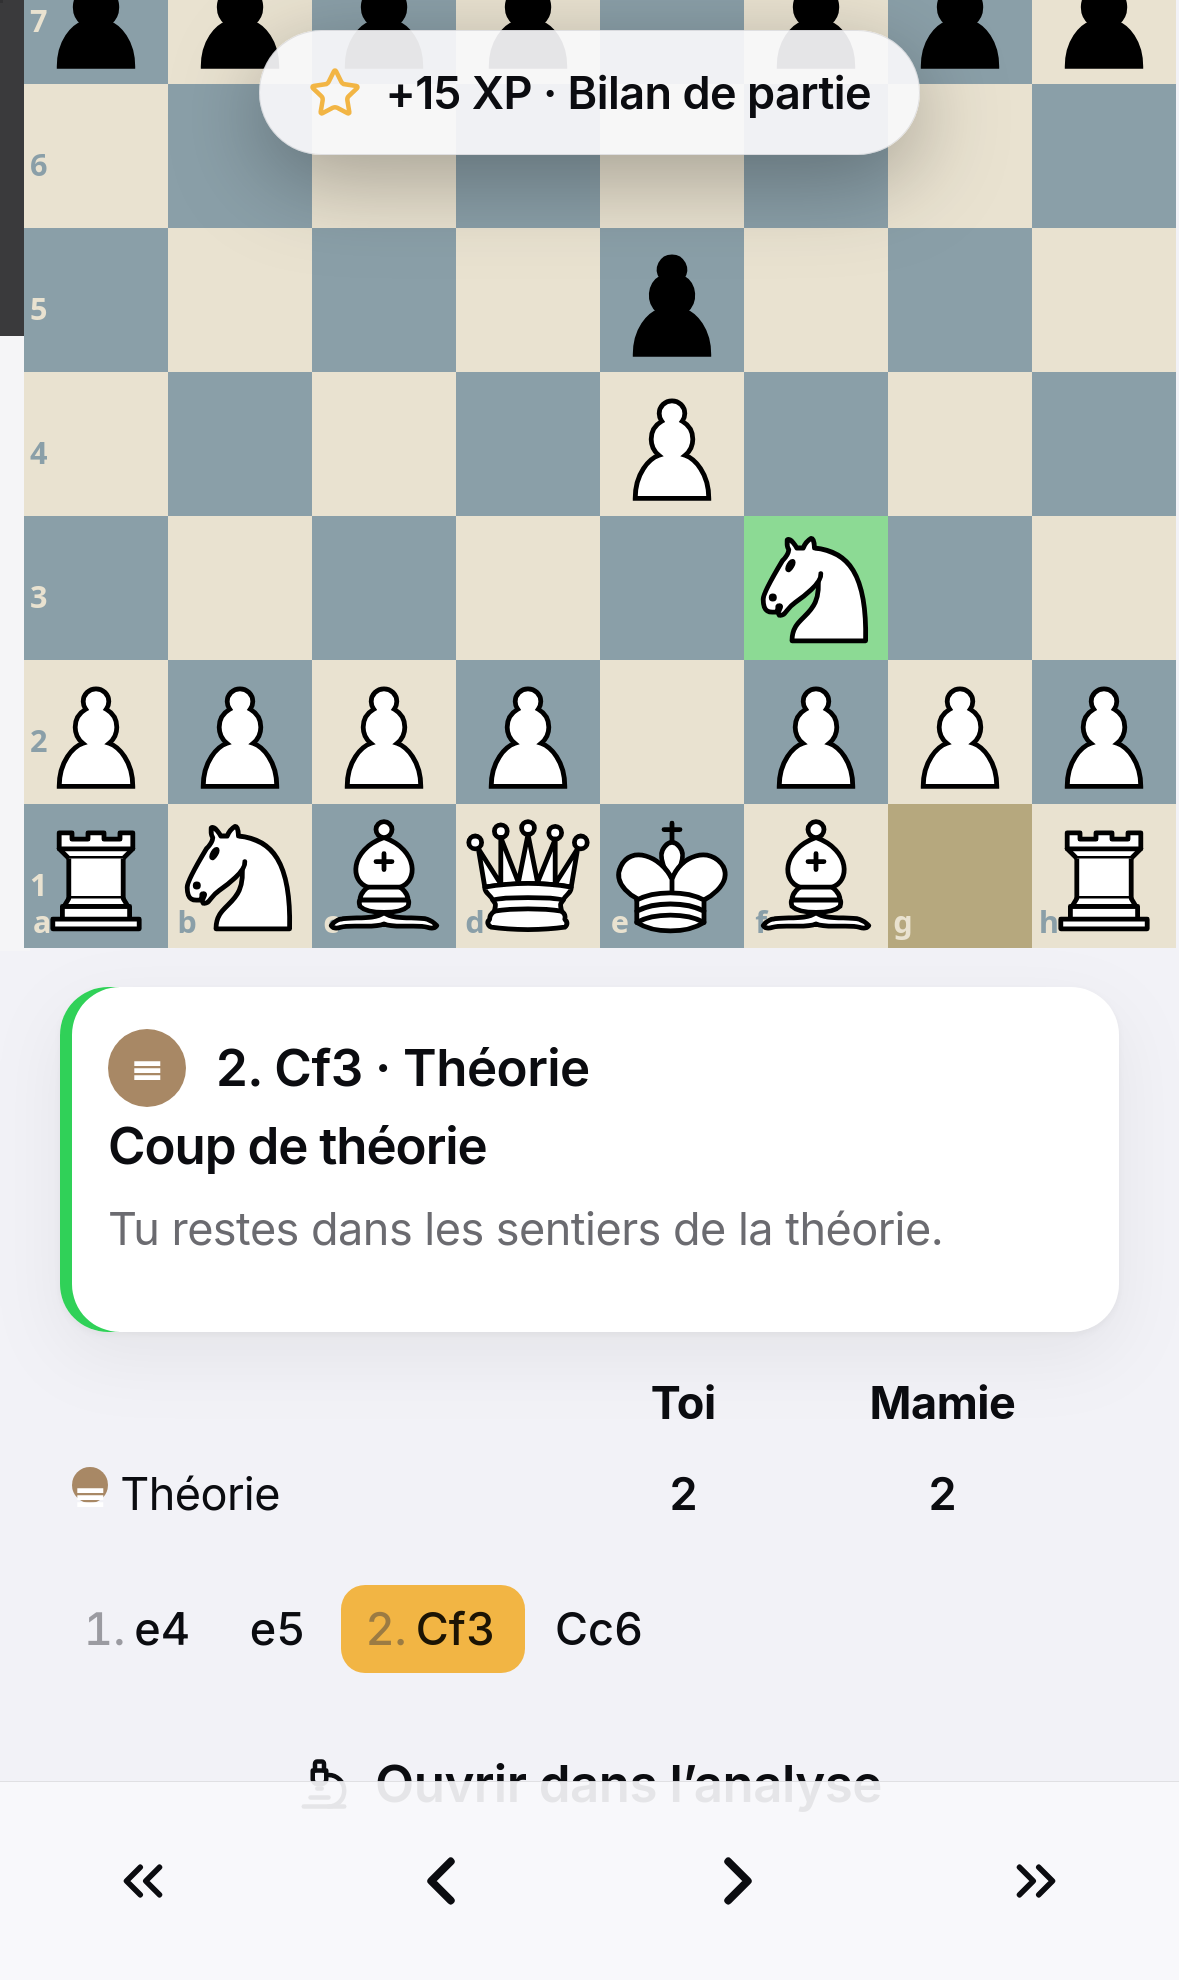 7
+15 XP · Bilan de partie
6
5
4
3
2
1
a b c d e f g h
2. Cf3 · Théorie
Coup de théorie
Tu restes dans les sentiers de la théorie.
Toi Mamie
Théorie 2 2
1. e4 e5 2. Cf3 Cc6
Ouvrir dans l’analyse